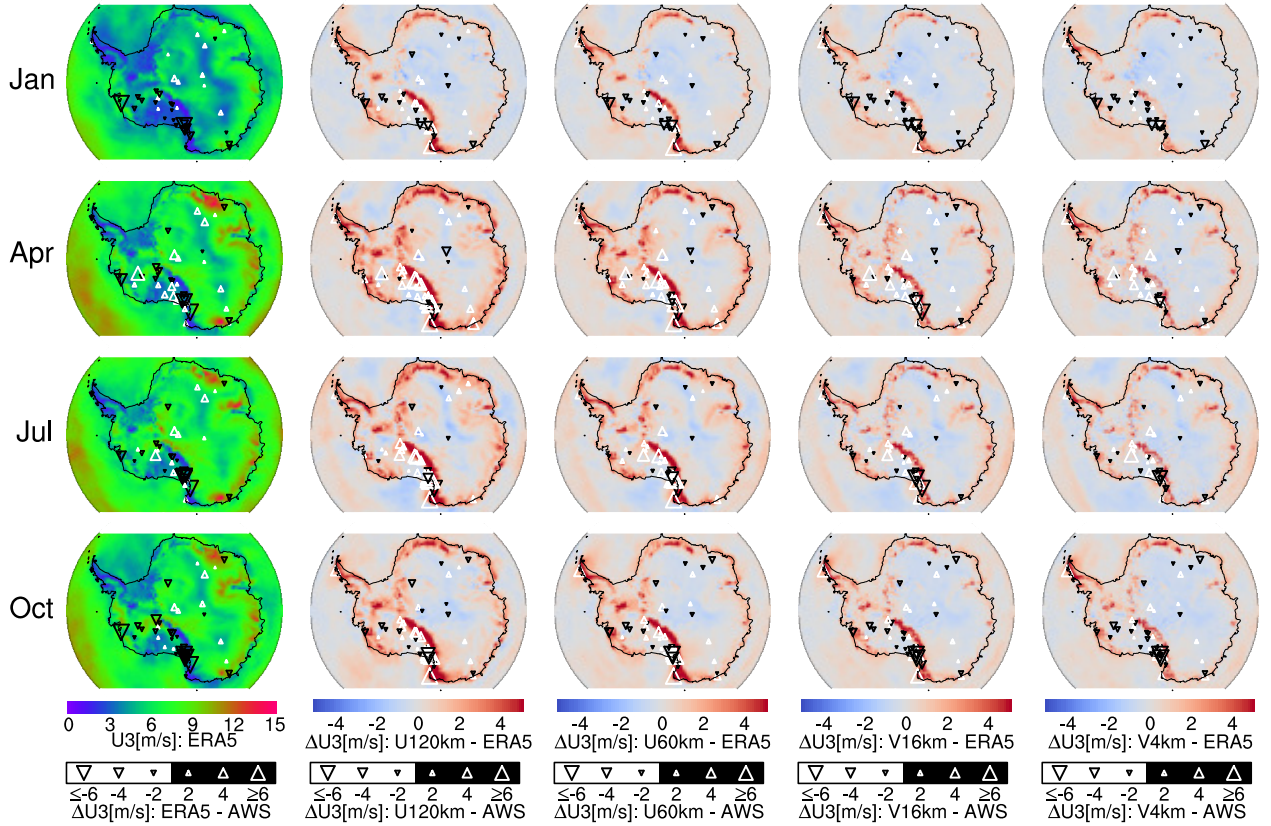 Jan
Apr
Jul
Oct
0 3 6 9 12 15
U3[m/s]: ERA5
-4 -2 0 2 4
ΔU3[m/s]: U120km - ERA5
-4 -2 0 2 4
ΔU3[m/s]: U60km - ERA5
-4 -2 0 2 4
ΔU3[m/s]: V16km - ERA5
-4 -2 0 2 4
ΔU3[m/s]: V4km - ERA5
≤-6 -4 -2 2 4 ≥6
ΔU3[m/s]: ERA5 - AWS
≤-6 -4 -2 2 4 ≥6
ΔU3[m/s]: U120km - AWS
≤-6 -4 -2 2 4 ≥6
ΔU3[m/s]: U60km - AWS
≤-6 -4 -2 2 4 ≥6
ΔU3[m/s]: V16km - AWS
≤-6 -4 -2 2 4 ≥6
ΔU3[m/s]: V4km - AWS